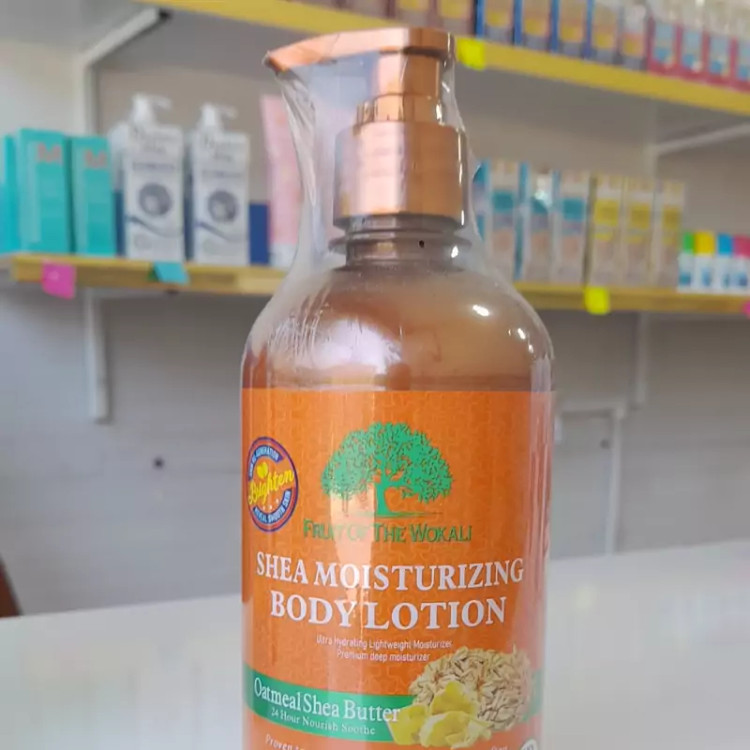 Brighten
FRUIT OF THE WOKALI
SHEA MOISTURIZING
BODY LOTION
Ultra hydrating Lightweight Moisturizer
Premium deep moisturizer
Oatmeal Shea Butter
24 Hour Nourish Soothe
Proven